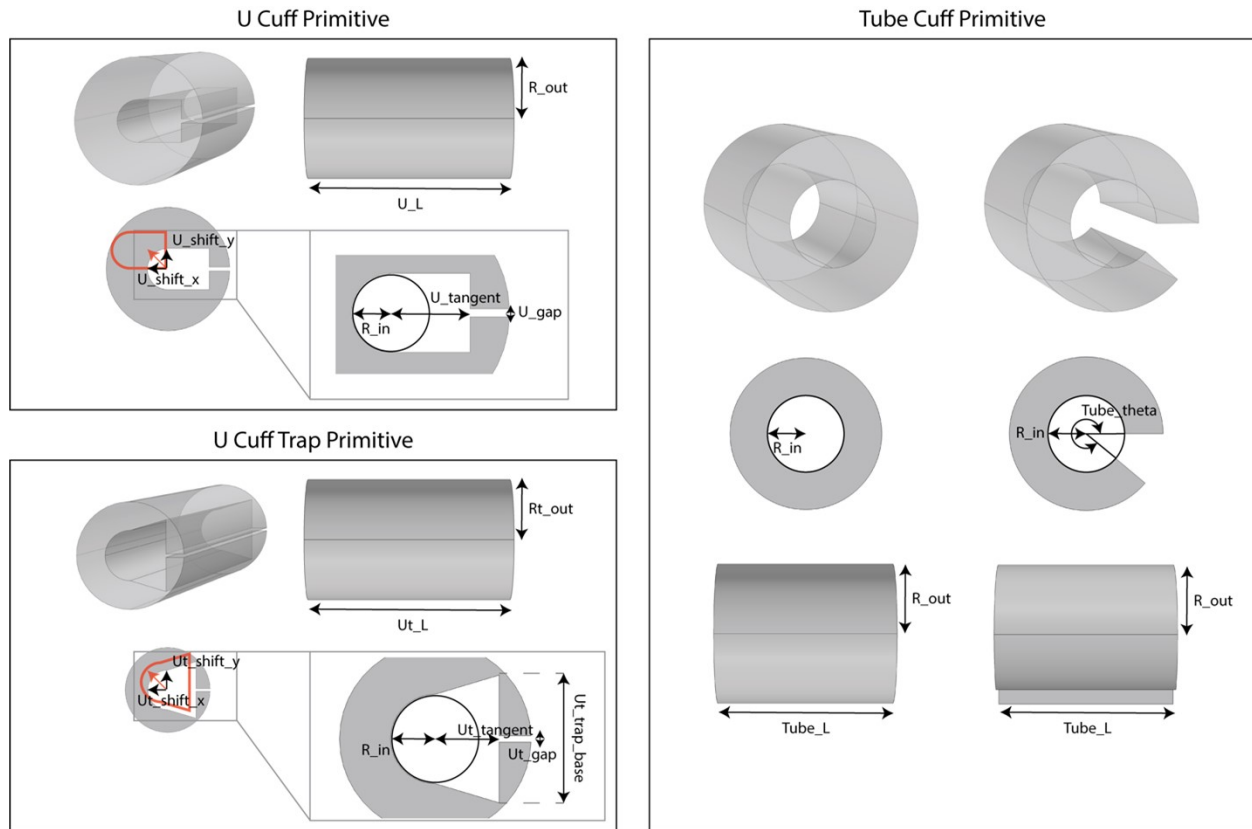 U Cuff Primitive
R_out
U_L
U_shift_y
U_shift_x
U_tangent
R_in
U_gap
U Cuff Trap Primitive
Rt_out
Ut_L
Ut_shift_y
Ut_shift_x
Ut_tangent
R_in
Ut_gap
Ut_trap_base
Tube Cuff Primitive
R_in
Tube_theta
R_in
R_out
R_out
Tube_L
Tube_L